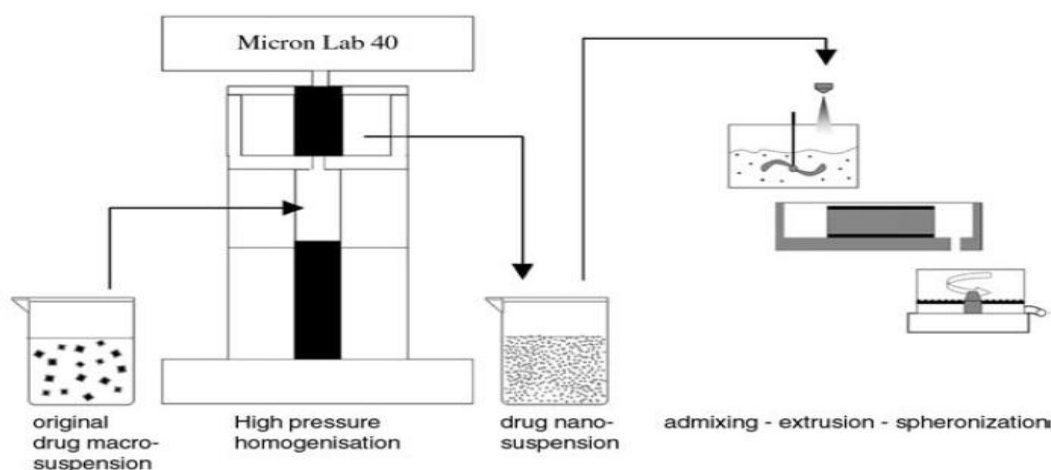 Micron Lab 40
original
drug macro-
suspension
High pressure
homogenisation
drug nano-
suspension
admixing - extrusion - spheronization